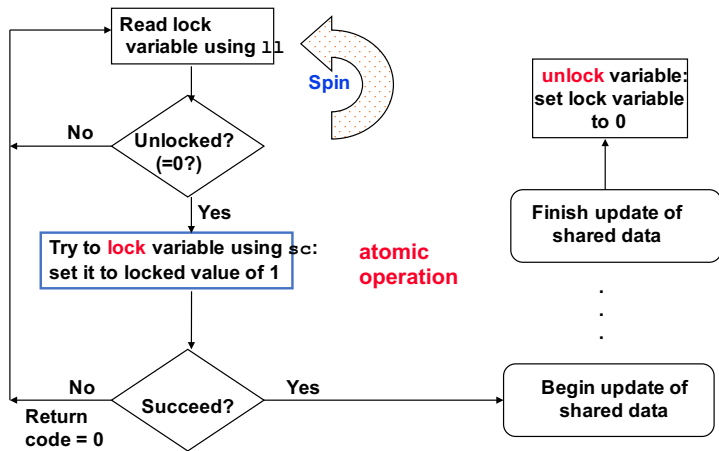 Read lock
variable using ll
Spin
No
Unlocked?
(=0?)
Yes
Try to lock variable using sc:
set it to locked value of 1
atomic
operation
No
Succeed?
Yes
Return
code = 0
unlock variable:
set lock variable
to 0
Finish update of
shared data
.
.
.
Begin update of
shared data